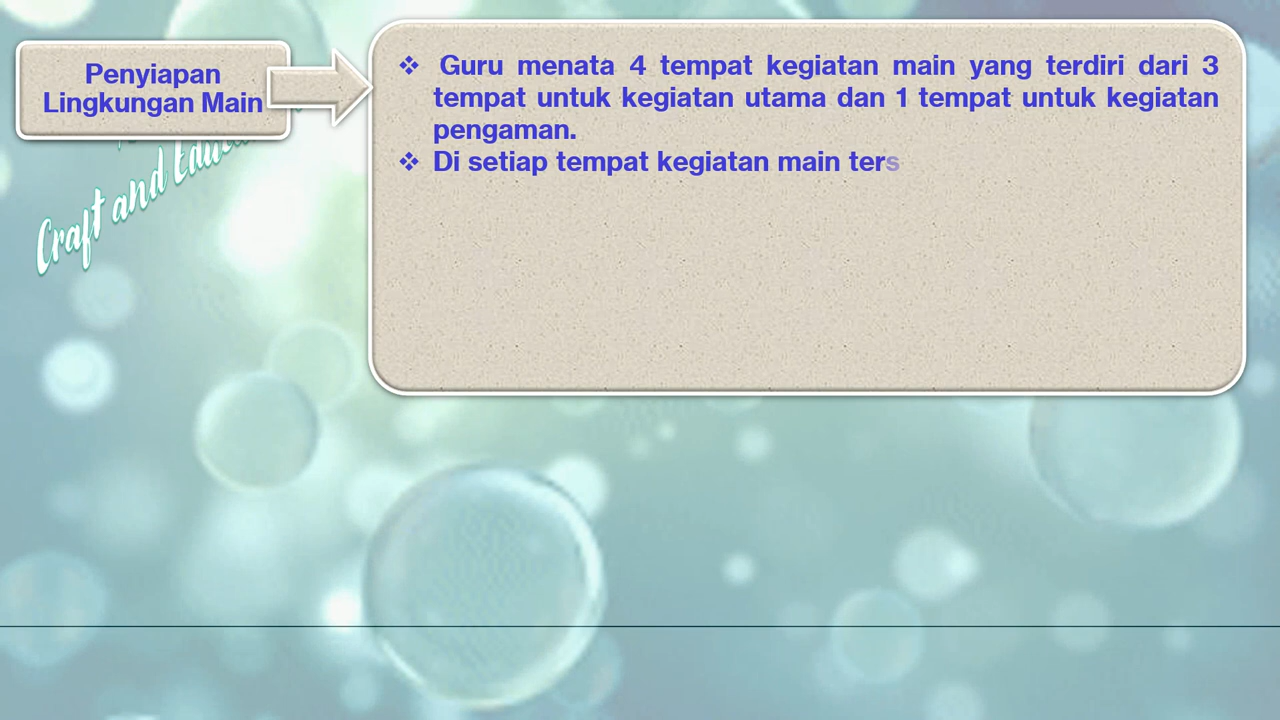 Penyiapan
Lingkungan Main
❖ Guru menata 4 tempat kegiatan main yang terdiri dari 3
tempat untuk kegiatan utama dan 1 tempat untuk kegiatan
pengaman.
❖ Di setiap tempat kegiatan main ters
Craft and